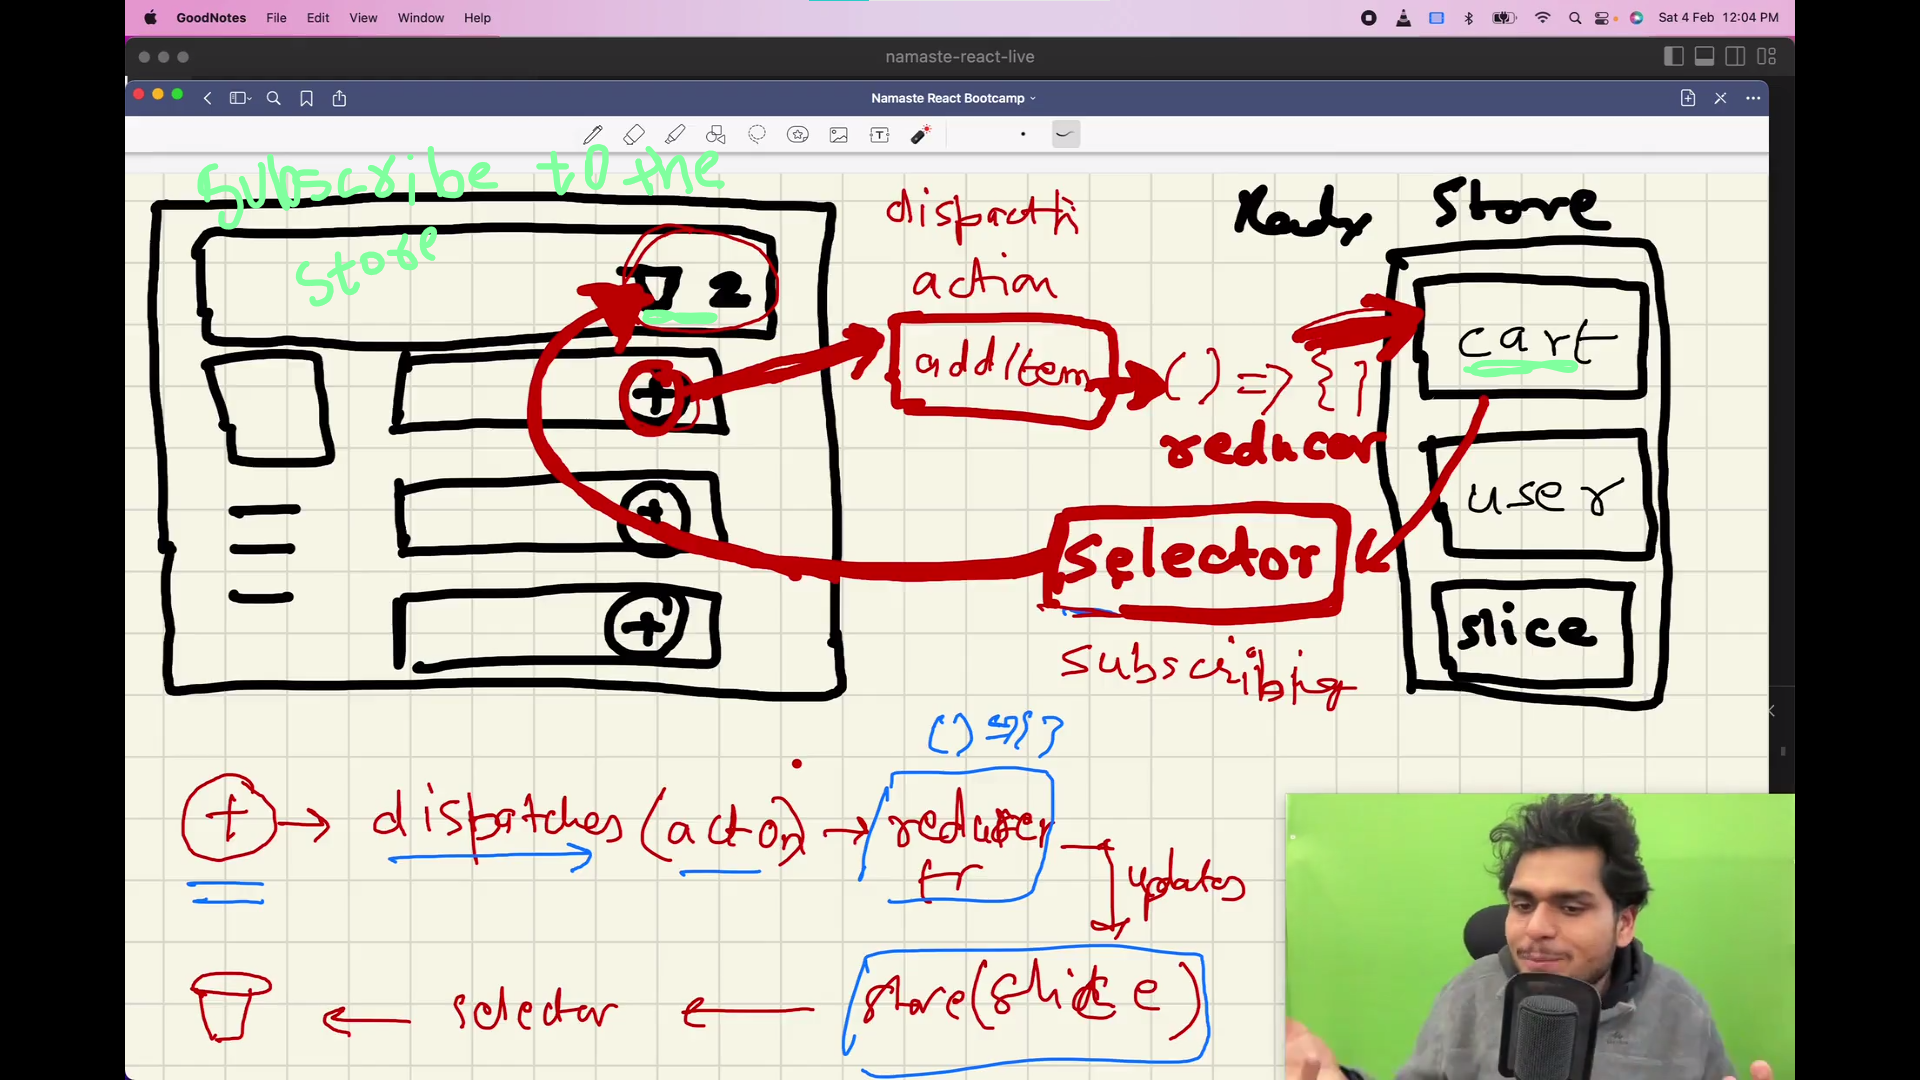 GoodNotes File Edit View Window Help
Sat 4 Feb 12:04 PM
namaste-react-live
Namaste React Bootcamp
Subscribe to the
store
2
dispacth
action
addItem
() => { }
reducer
Store
cart
user
slice
selector
subscribing
() => { }
+ → dispatches (action) → reducer
fn
updates
← selector ← store(slice)